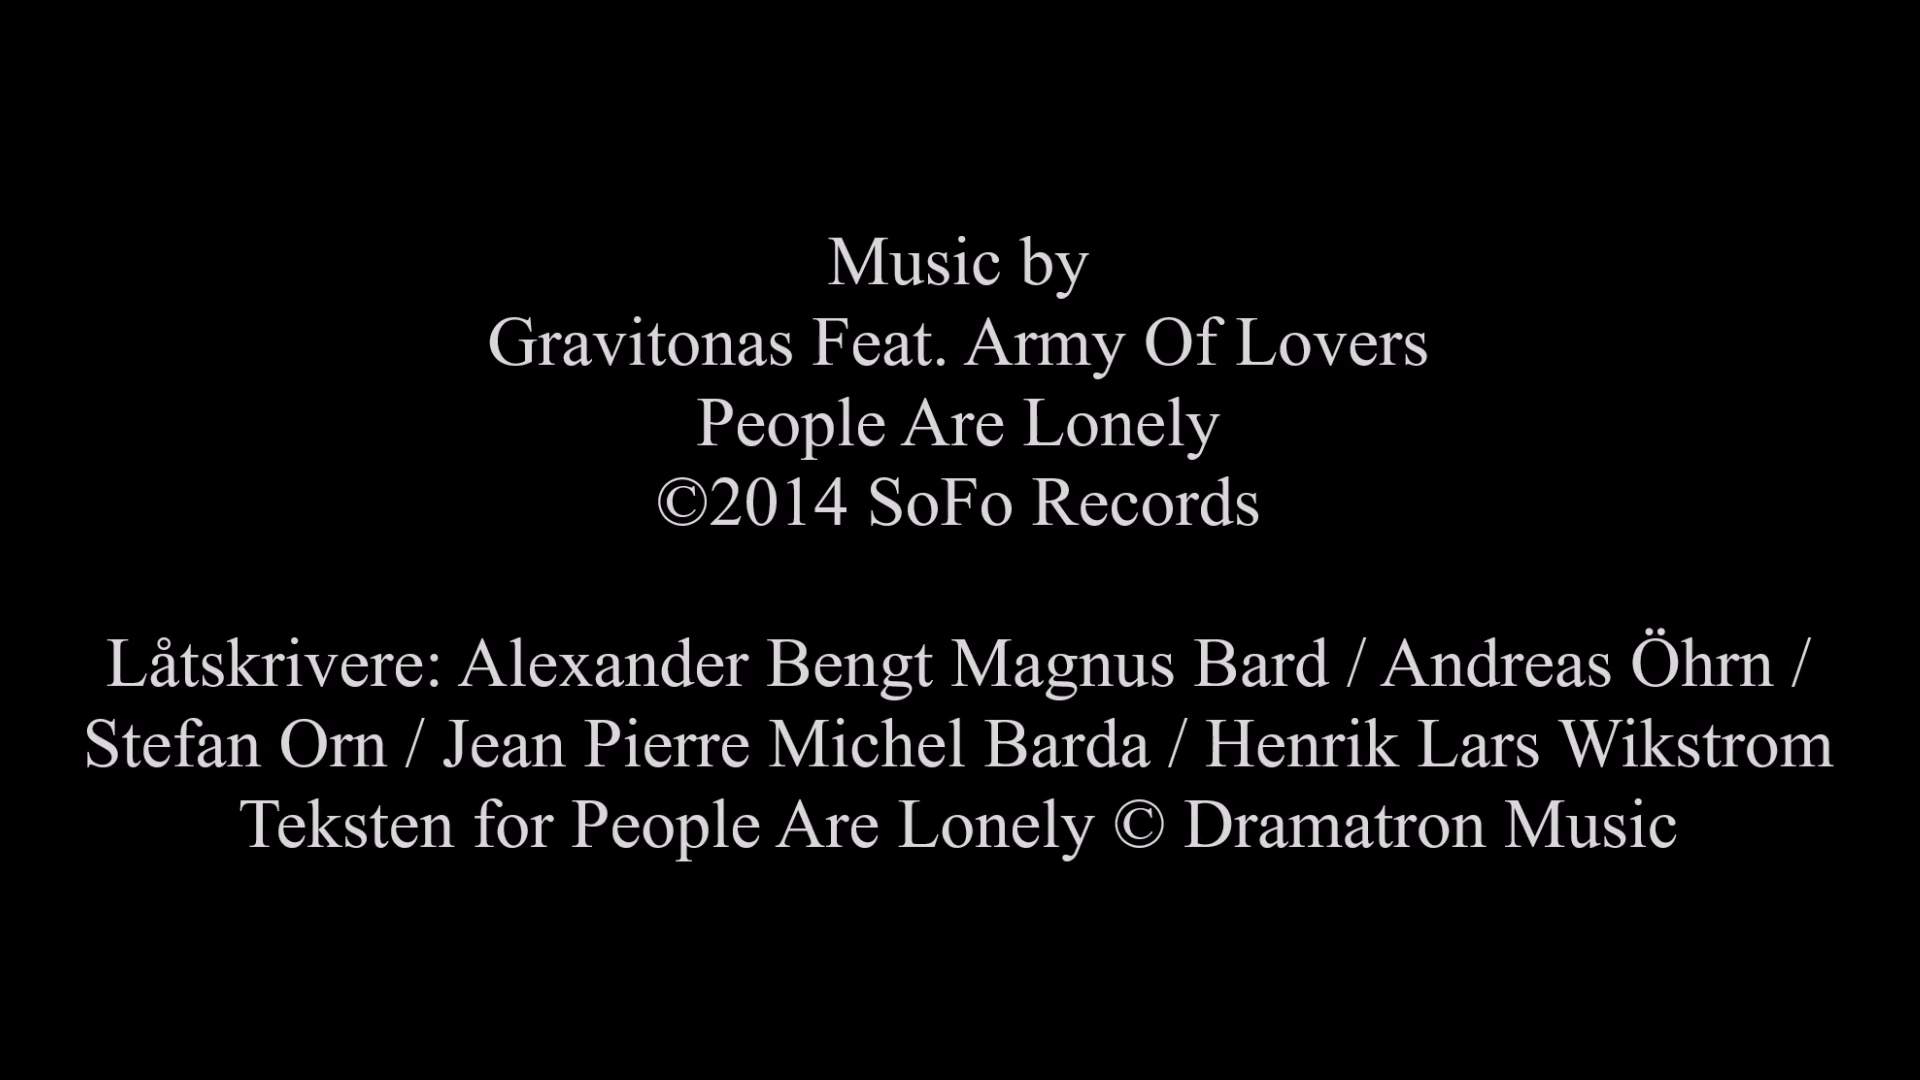 Music by
Gravitonas Feat. Army Of Lovers
People Are Lonely
©2014 SoFo Records
Låtskrivere: Alexander Bengt Magnus Bard / Andreas Öhrn /
Stefan Orn / Jean Pierre Michel Barda / Henrik Lars Wikstrom
Teksten for People Are Lonely © Dramatron Music